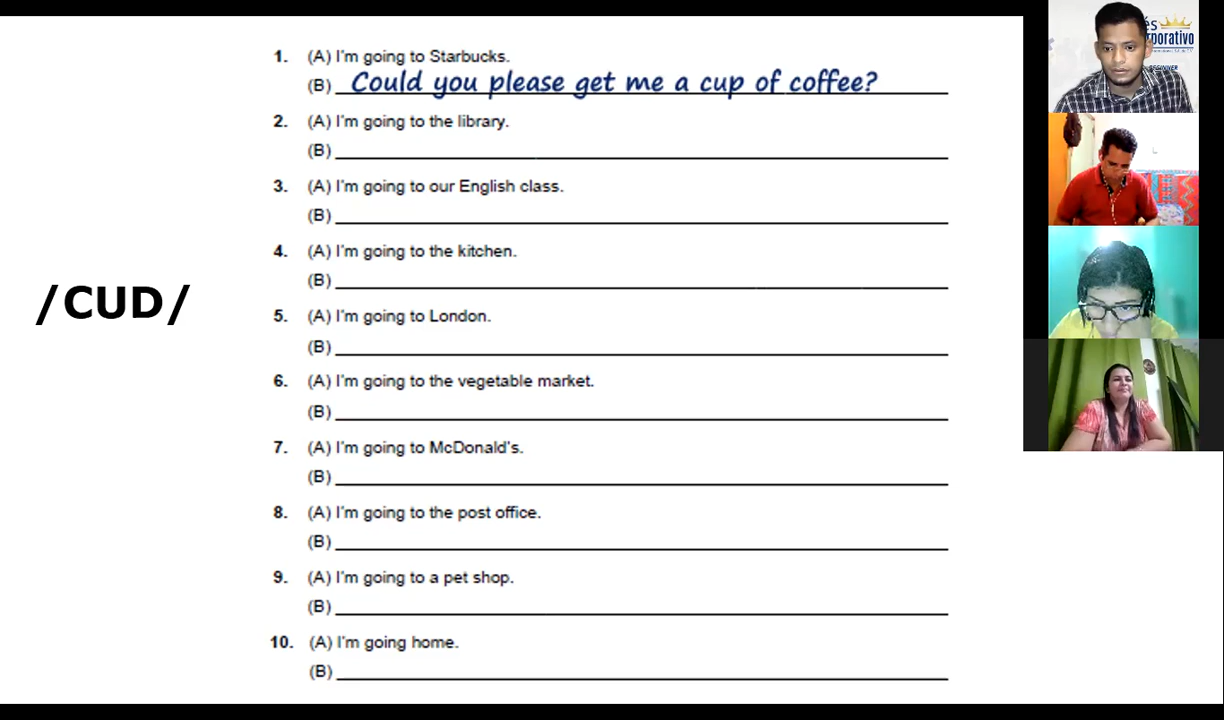 1. (A) I'm going to Starbucks.
(B) Could you please get me a cup of coffee?
2. (A) I'm going to the library.
(B)
3. (A) I'm going to our English class.
(B)
4. (A) I'm going to the kitchen.
(B)
/CUD/
5. (A) I'm going to London.
(B)
6. (A) I'm going to the vegetable market.
(B)
7. (A) I'm going to McDonald's.
(B)
8. (A) I'm going to the post office.
(B)
9. (A) I'm going to a pet shop.
(B)
10. (A) I'm going home.
(B)